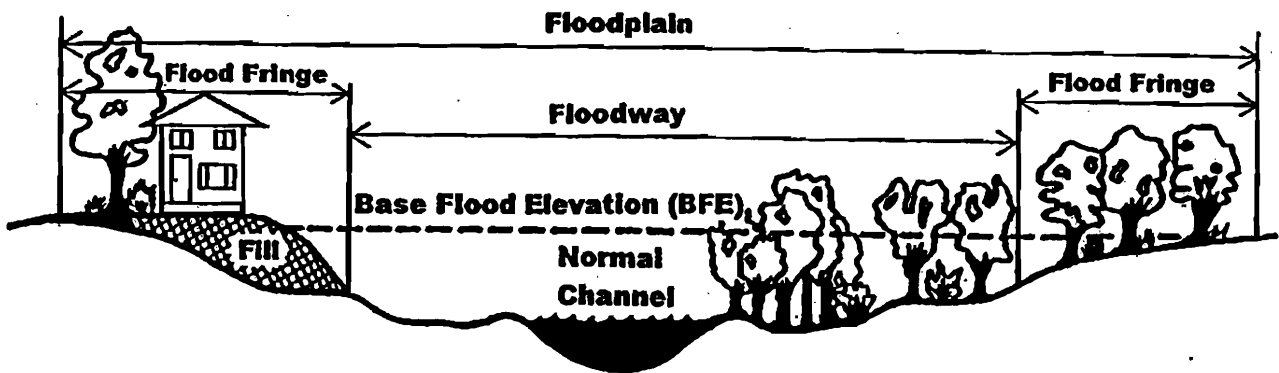 Floodplain
Flood Fringe
Flood Fringe
Floodway
Base Flood Elevation (BFE)
Fill
Normal
Channel